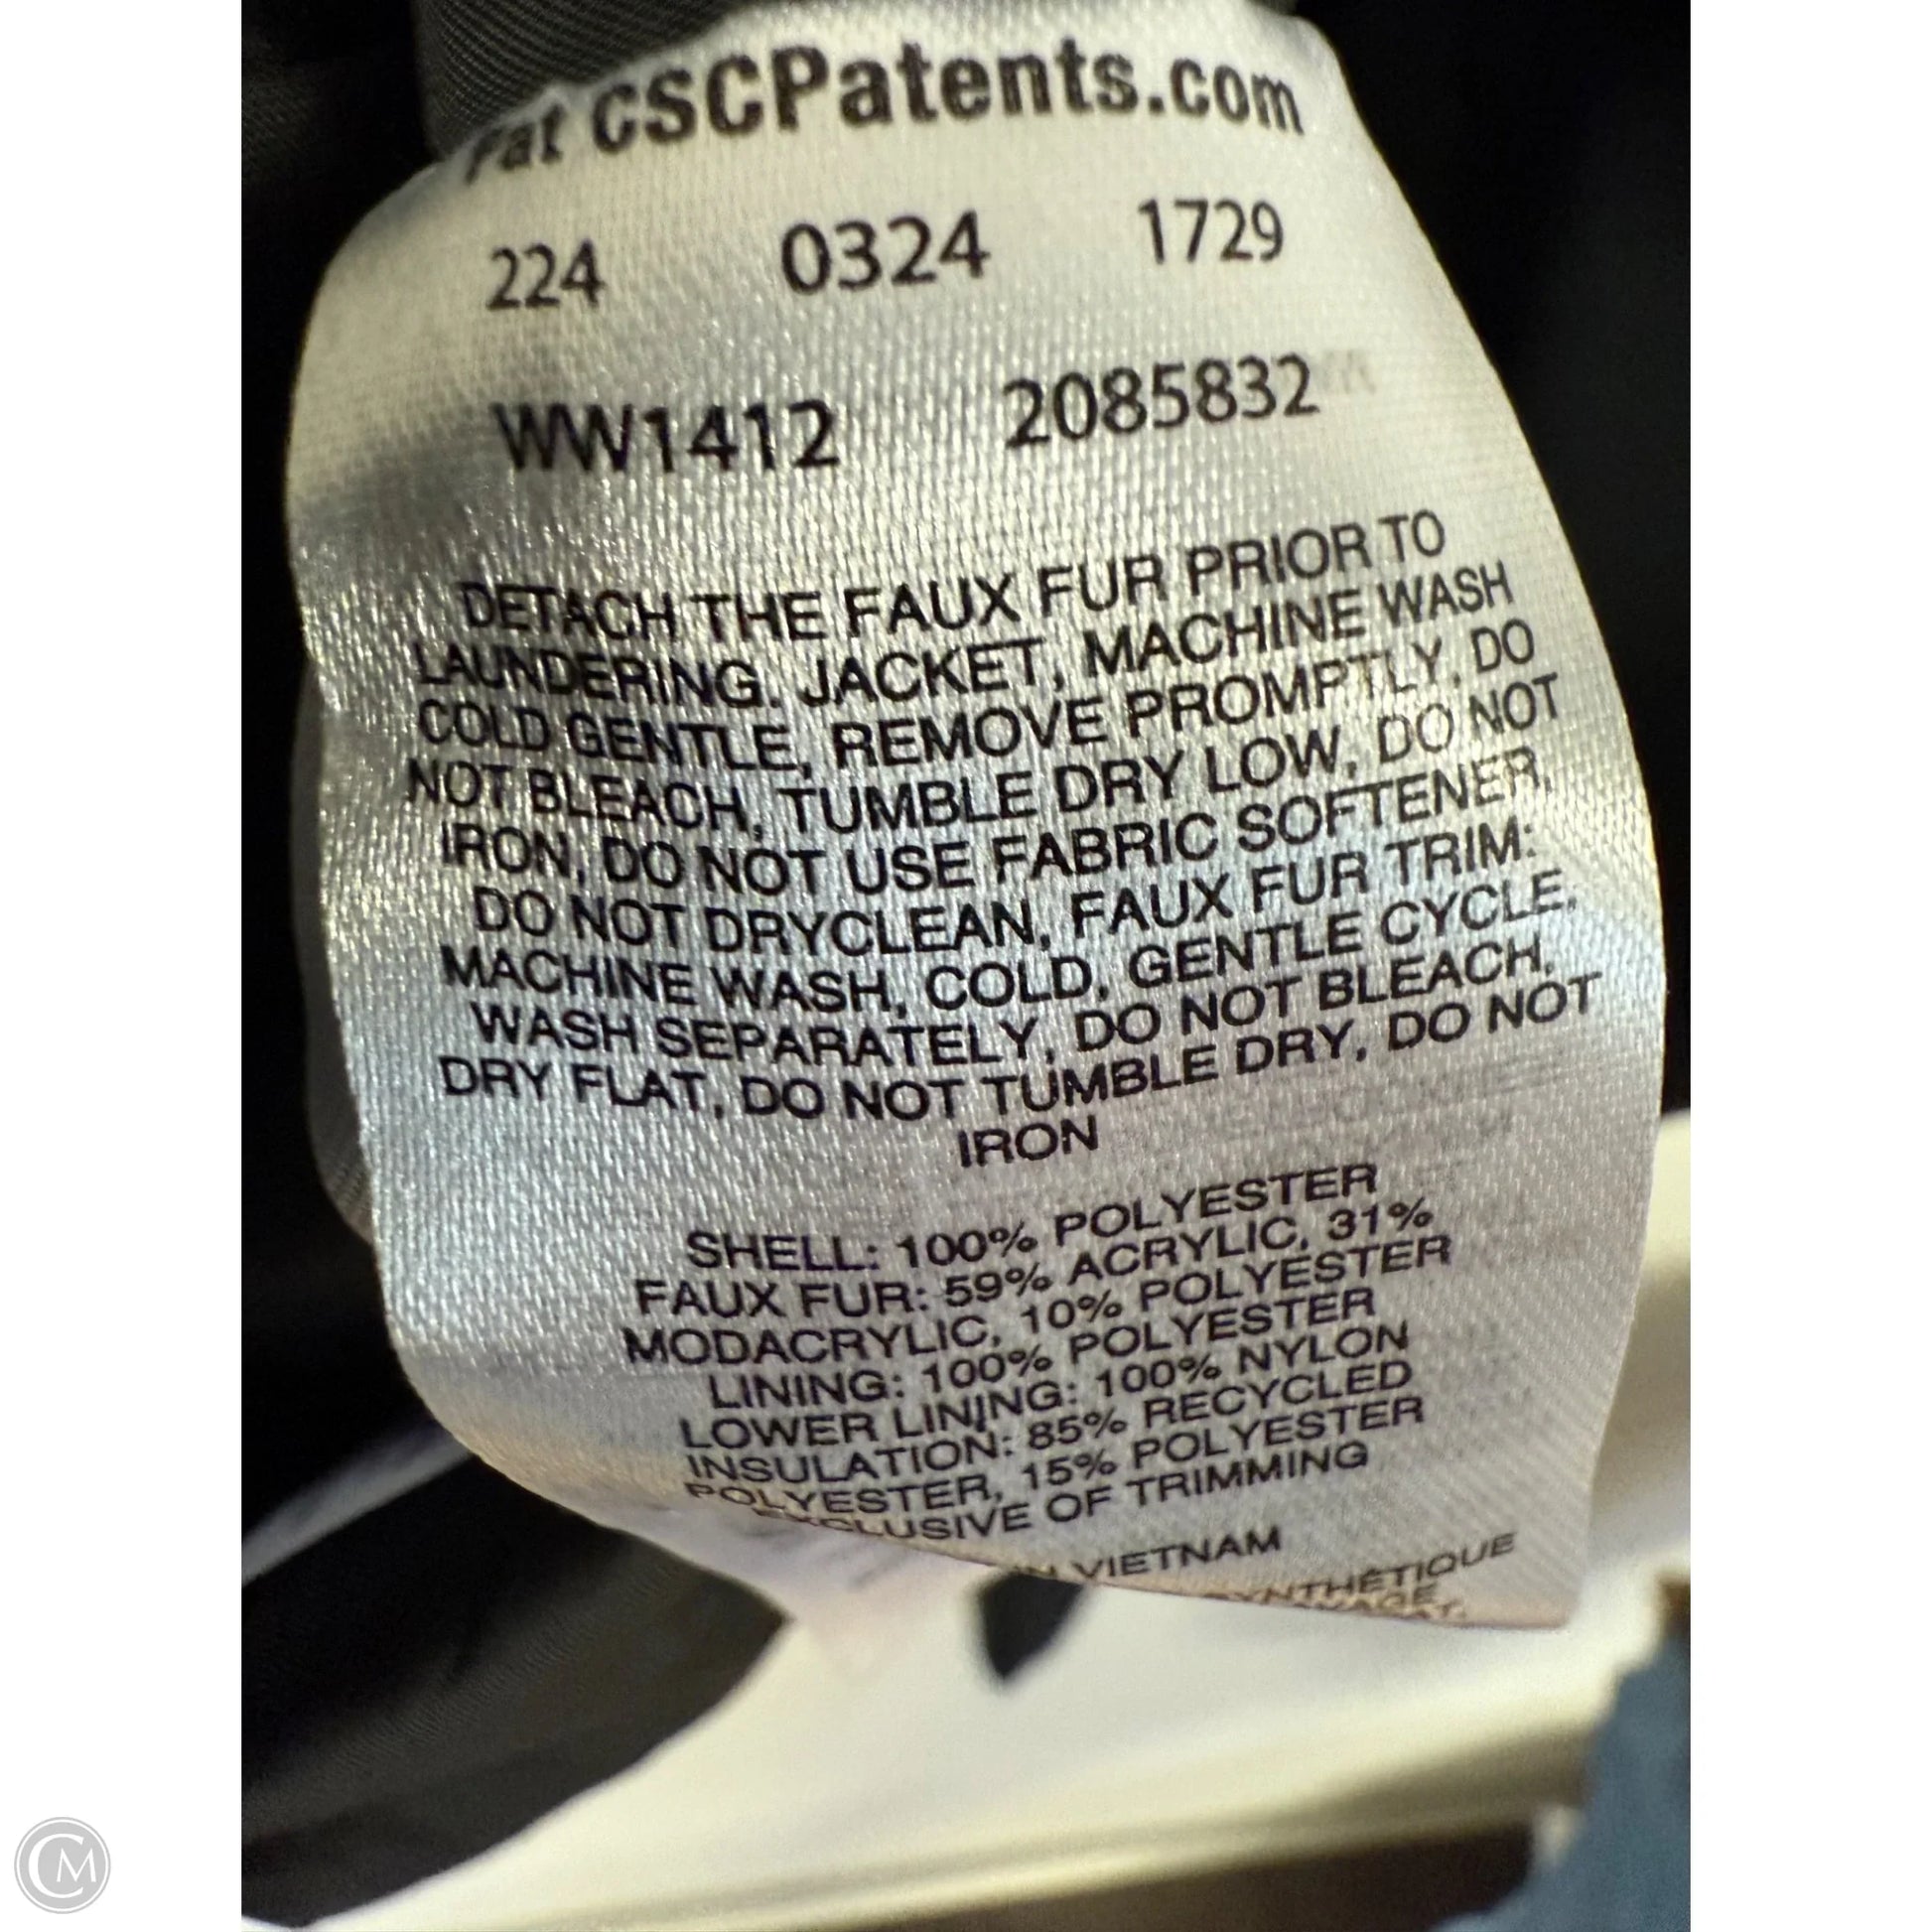 Pat CSCPatents.com
224 0324 1729
WW1412 2085832
DETACH THE FAUX FUR PRIOR TO
LAUNDERING. JACKET, MACHINE WASH
COLD GENTLE, REMOVE PROMPTLY, DO
NOT BLEACH, TUMBLE DRY LOW, DO NOT
IRON, DO NOT USE FABRIC SOFTENER,
DO NOT DRYCLEAN, FAUX FUR TRIM:
MACHINE WASH, COLD, GENTLE CYCLE,
WASH SEPARATELY, DO NOT BLEACH,
DRY FLAT, DO NOT TUMBLE DRY, DO NOT
IRON
SHELL: 100% POLYESTER
FAUX FUR: 59% ACRYLIC, 31%
MODACRYLIC, 10% POLYESTER
LINING: 100% POLYESTER
LOWER LINING: 100% NYLON
INSULATION: 85% RECYCLED
POLYESTER, 15% POLYESTER
EXCLUSIVE OF TRIMMING
VIETNAM
CM